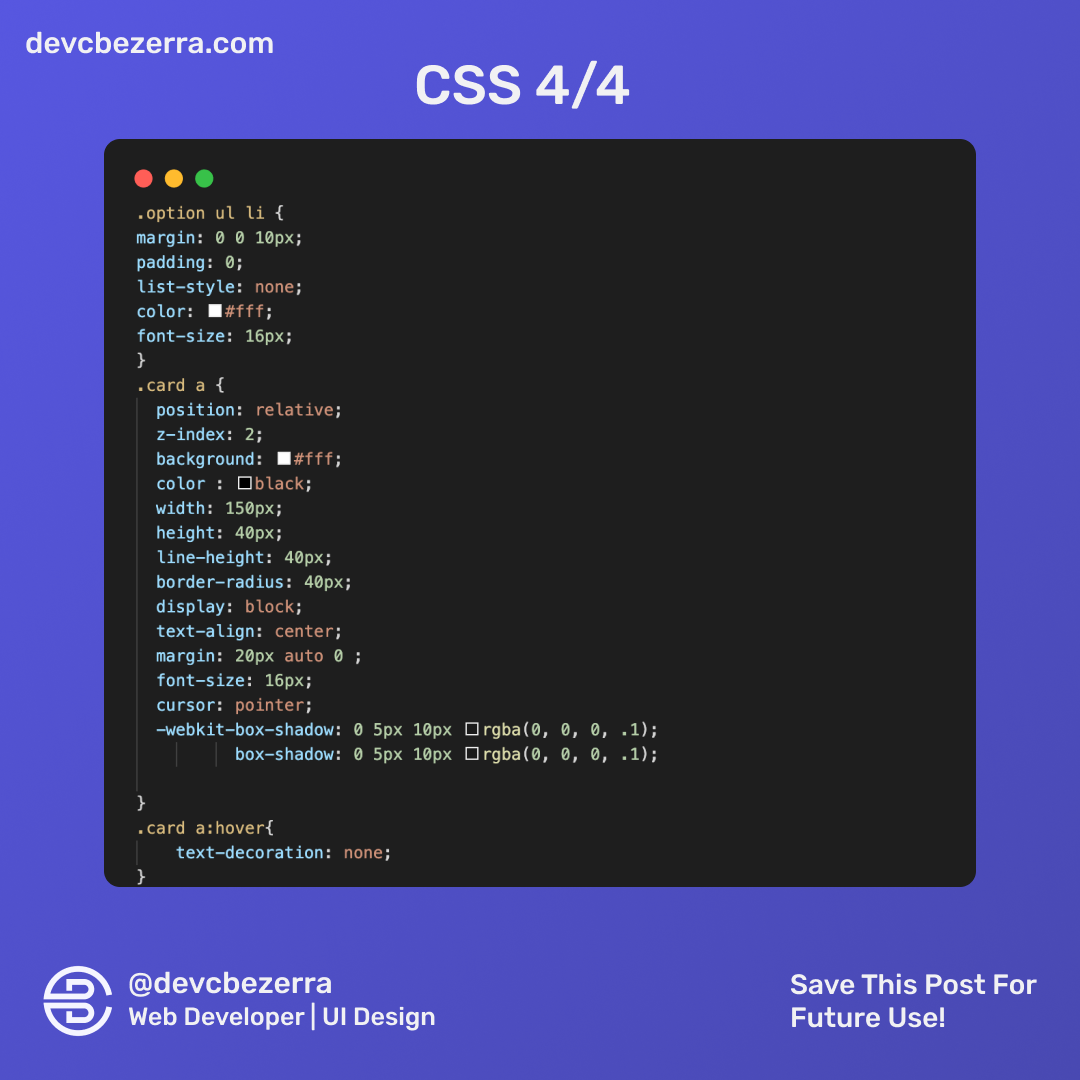 devcbezerra.com
CSS 4/4
.option ul li {
margin: 0 0 10px;
padding: 0;
list-style: none;
color: #fff;
font-size: 16px;
}
.card a {
position: relative;
z-index: 2;
background: #fff;
color : black;
width: 150px;
height: 40px;
line-height: 40px;
border-radius: 40px;
display: block;
text-align: center;
margin: 20px auto 0 ;
font-size: 16px;
cursor: pointer;
-webkit-box-shadow: 0 5px 10px rgba(0, 0, 0, .1);
box-shadow: 0 5px 10px rgba(0, 0, 0, .1);
}
.card a:hover{
text-decoration: none;
}
@devcbezerra
Web Developer | UI Design
Save This Post For
Future Use!